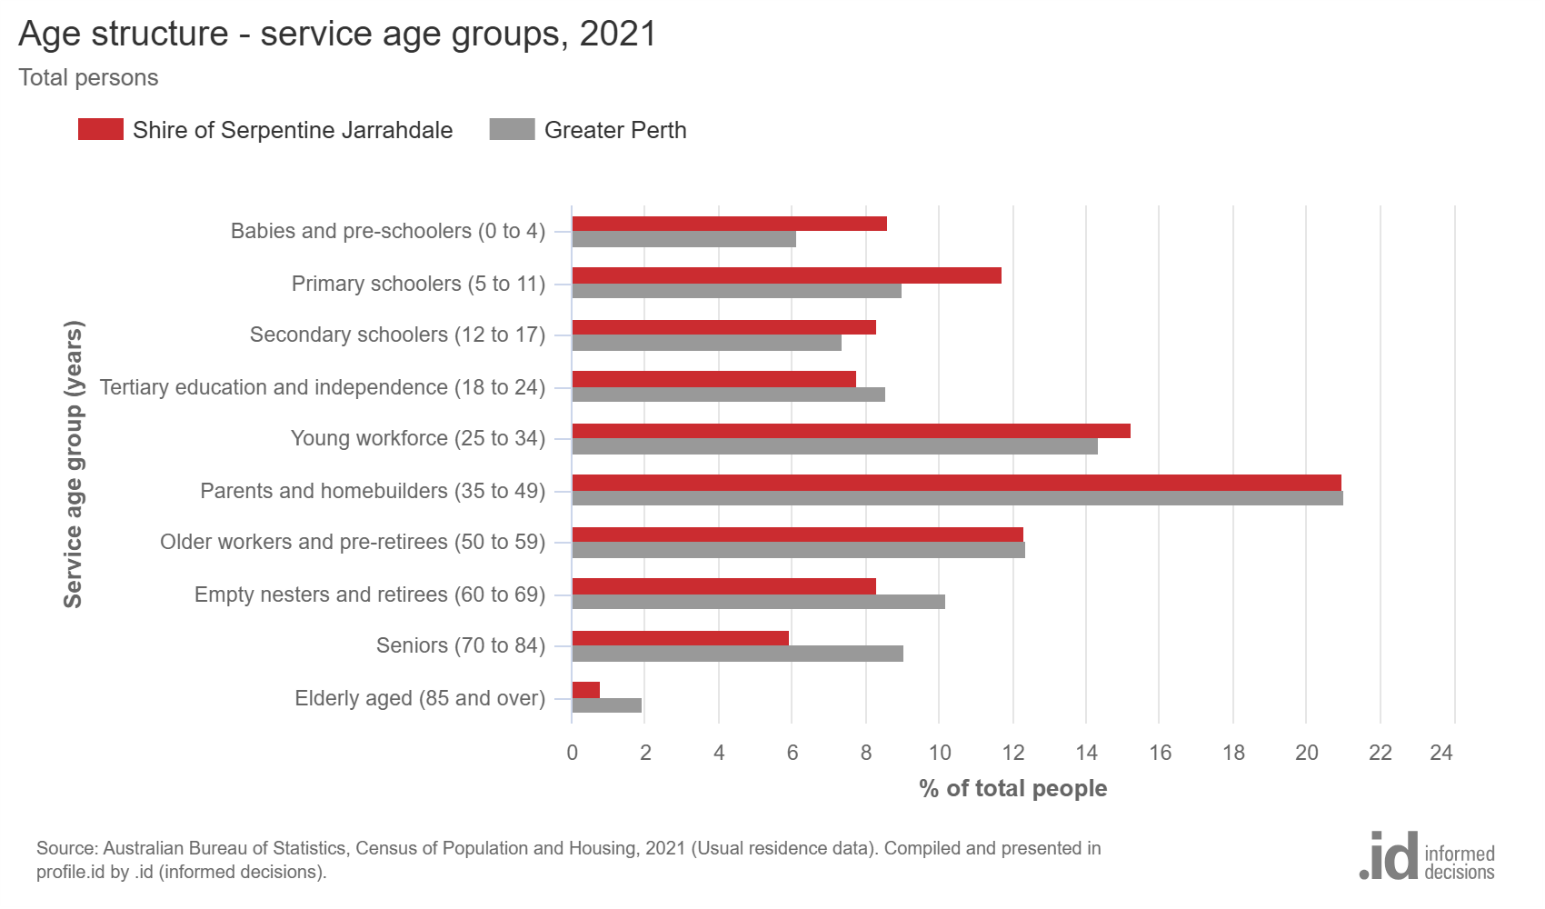 Age structure - service age groups, 2021
Total persons
Shire of Serpentine Jarrahdale
Greater Perth
Service age group (years)
Babies and pre-schoolers (0 to 4)
Primary schoolers (5 to 11)
Secondary schoolers (12 to 17)
Tertiary education and independence (18 to 24)
Young workforce (25 to 34)
Parents and homebuilders (35 to 49)
Older workers and pre-retirees (50 to 59)
Empty nesters and retirees (60 to 69)
Seniors (70 to 84)
Elderly aged (85 and over)
0 2 4 6 8 10 12 14 16 18 20 22 24
% of total people
Source: Australian Bureau of Statistics, Census of Population and Housing, 2021 (Usual residence data). Compiled and presented in
profile.id by .id (informed decisions).
.id informed
decisions